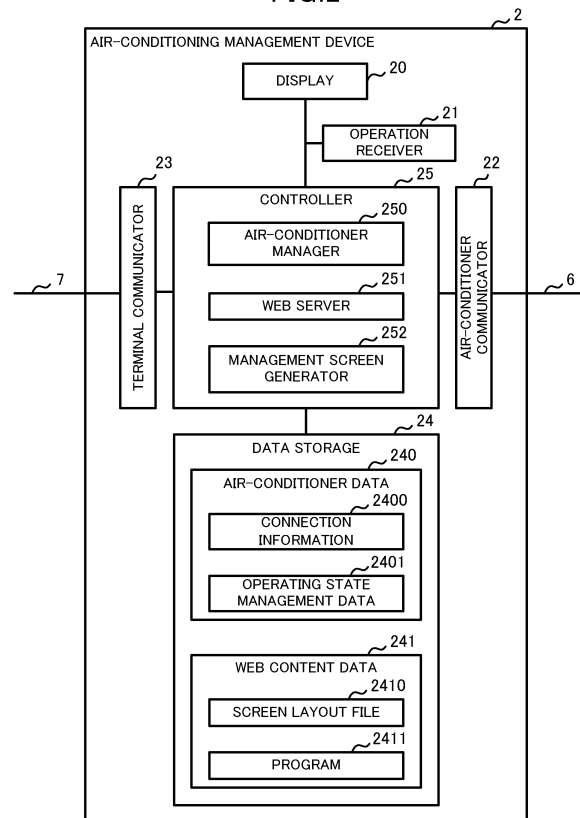 FIG.2
2
AIR-CONDITIONING MANAGEMENT DEVICE
20
DISPLAY
21
OPERATION
RECEIVER
23
TERMINAL COMMUNICATOR
25
CONTROLLER
22
AIR-CONDITIONER
COMMUNICATOR
250
AIR-CONDITIONER
MANAGER
7
6
251
WEB SERVER
252
MANAGEMENT SCREEN
GENERATOR
24
DATA STORAGE
240
AIR-CONDITIONER DATA
2400
CONNECTION
INFORMATION
2401
OPERATING STATE
MANAGEMENT DATA
241
WEB CONTENT DATA
2410
SCREEN LAYOUT FILE
2411
PROGRAM